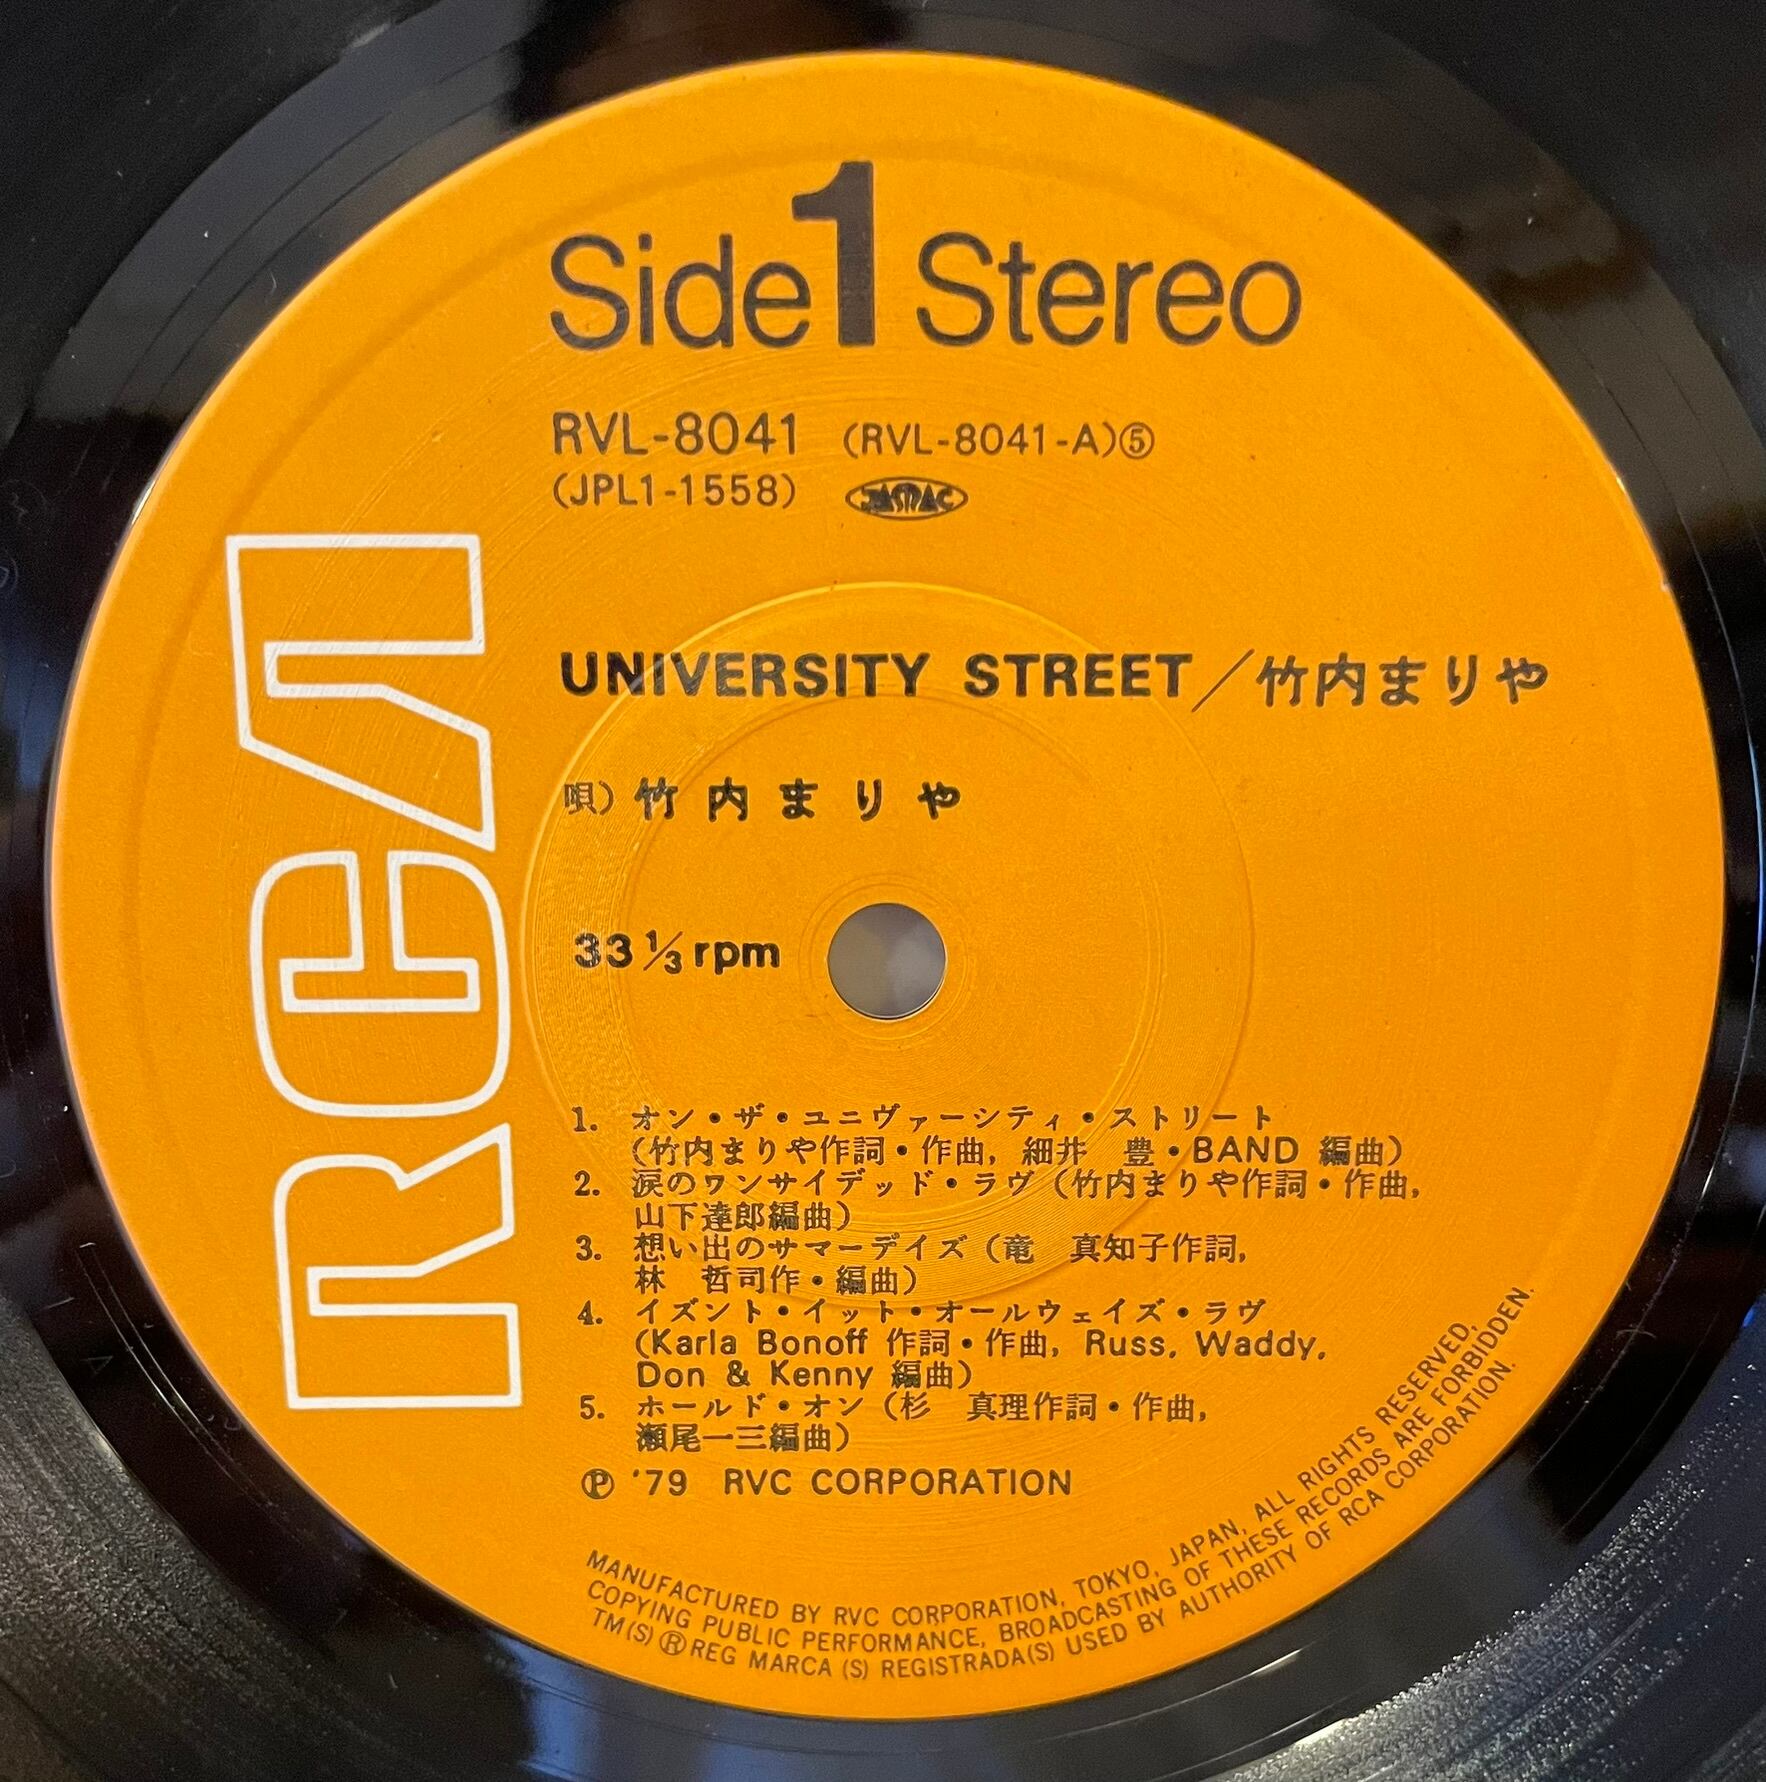 Side 1 Stereo
RVL-8041 (RVL-8041-A)⑤
(JPL1-1558) JASRAC
RCA
UNIVERSITY STREET/竹内まりや
唄) 竹内まりや
33⅓ rpm
1. オン・ザ・ユニヴァーシティ・ストリート
(竹内まりや作詞・作曲, 細井 豊・BAND 編曲)
2. 涙のワンサイデッド・ラヴ (竹内まりや作詞・作曲,
山下達郎編曲)
3. 想い出のサマーデイズ (竜 真知子作詞,
林 哲司作・編曲)
4. イズント・イット・オールウェイズ・ラヴ
(Karla Bonoff 作詞・作曲, Russ, Waddy,
Don & Kenny 編曲)
5. ホールド・オン (杉 真理作詞・作曲,
瀬尾一三編曲)
Ⓟ '79 RVC CORPORATION
MANUFACTURED BY RVC CORPORATION, TOKYO, JAPAN, ALL RIGHTS RESERVED,
COPYING PUBLIC PERFORMANCE, BROADCASTING OF THESE RECORDS ARE FORBIDDEN.
TM(S) ® REG MARCA (S) REGISTRADA(S) USED BY AUTHORITY OF RCA CORPORATION.